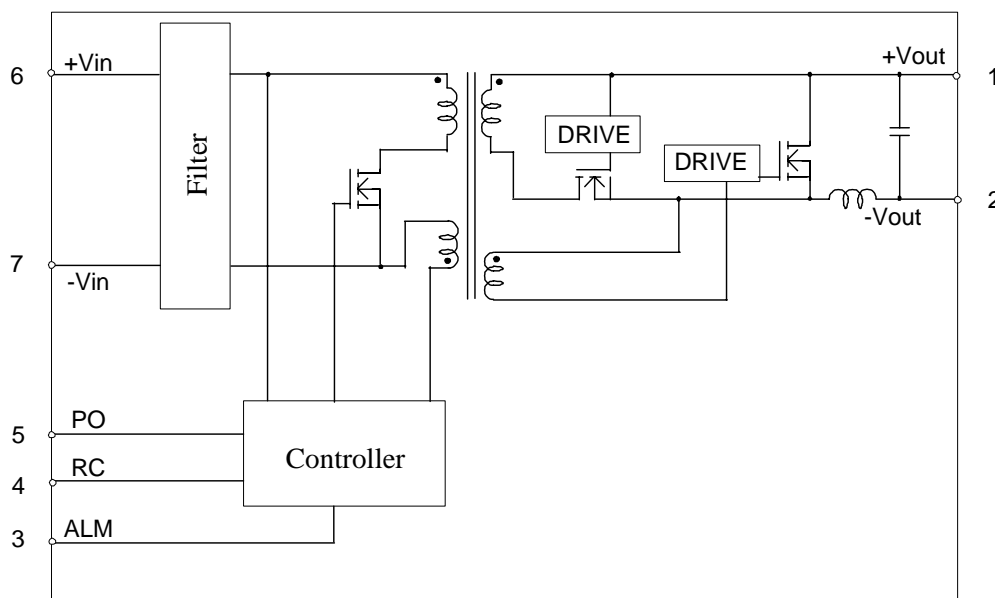 6
+Vin
+Vout
1
DRIVE
Filter
DRIVE
2
-Vout
7
-Vin
5
PO
4
RC
Controller
3
ALM